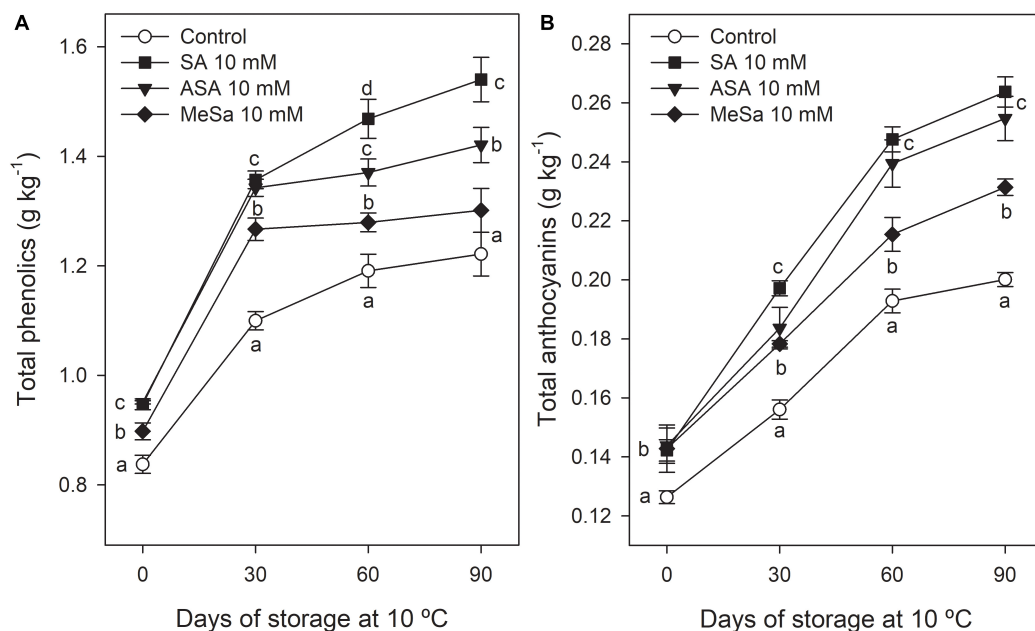 A
Control
SA 10 mM
ASA 10 mM
MeSa 10 mM
Total phenolics (g kg⁻¹)
1.6
1.4
1.2
1.0
0.8
c
b
a
c
b
a
d
c
b
a
c
b
a
0
30
60
90
Days of storage at 10 ºC
B
Control
SA 10 mM
ASA 10 mM
MeSa 10 mM
Total anthocyanins (g kg⁻¹)
0.28
0.26
0.24
0.22
0.20
0.18
0.16
0.14
0.12
b
a
c
b
a
c
b
a
c
b
a
0
30
60
90
Days of storage at 10 ºC